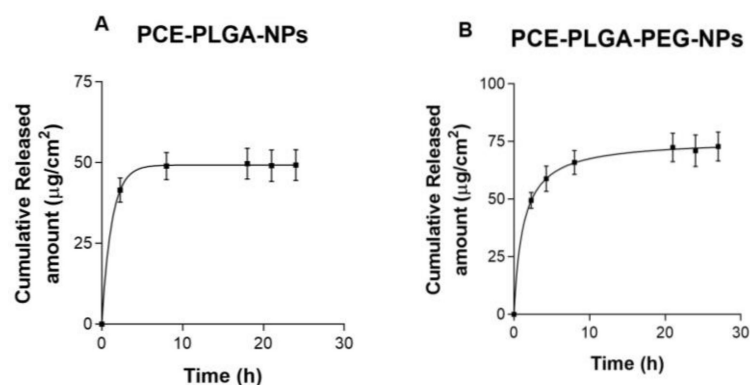 A
PCE-PLGA-NPs
Cumulative Released
amount (μg/cm²)
75
50
25
0
0
10
20
30
Time (h)
B
PCE-PLGA-PEG-NPs
Cumulative Released
amount (μg/cm²)
100
75
50
25
0
0
10
20
30
Time (h)